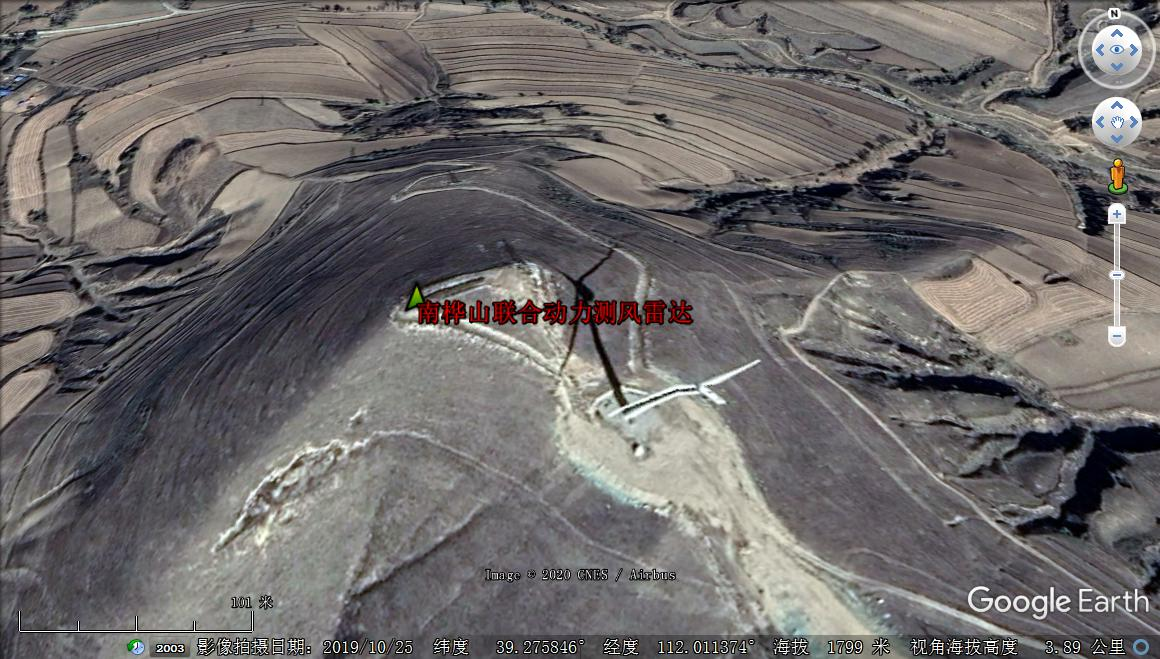 N
南桦山联合动力测风雷达
Image © 2020 CNES / Airbus
Google Earth
101 米
2003 影像拍摄日期: 2019/10/25 纬度 39.275846° 经度 112.011374° 海拔 1799 米 视角海拔高度 3.89 公里